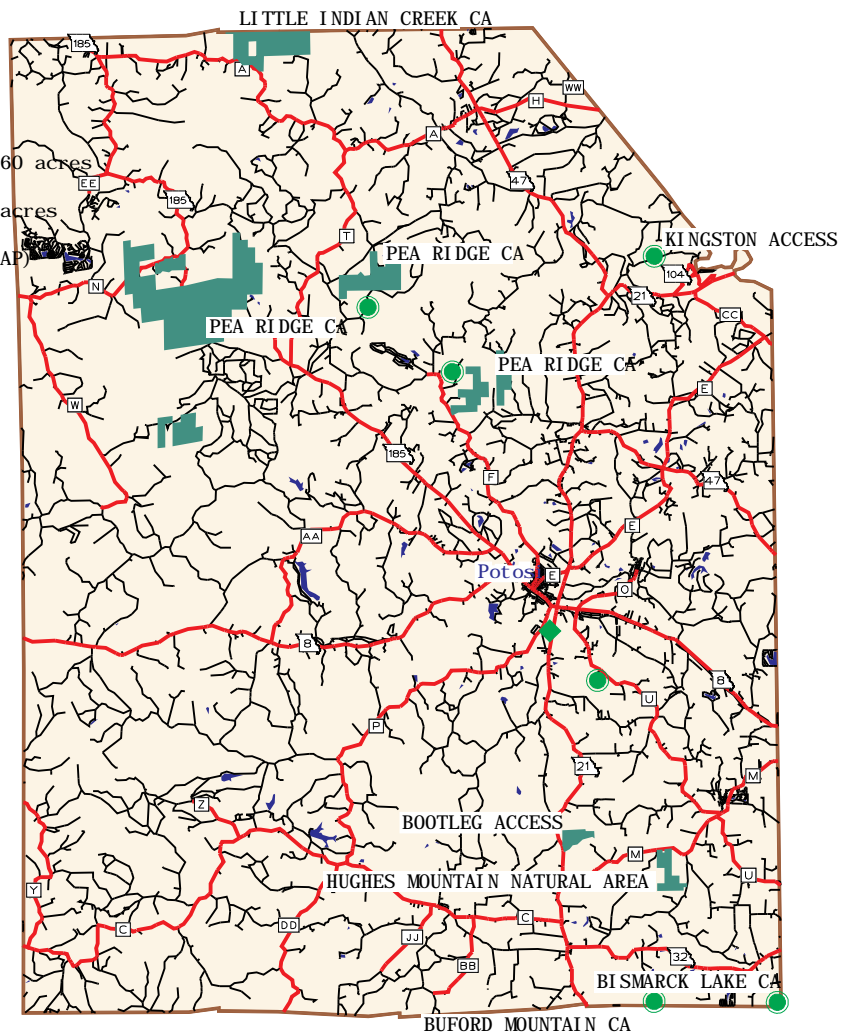 LITTLE INDIAN CREEK CA
185
A
WW
H
A
60 acres
47
EE
185
acres
T
KINGSTON ACCESS
PEA RIDGE CA
AP)
104
N
21
CC
PEA RIDGE CA
PEA RIDGE CA
E
W
185
F
47
E
AA
Potos
E
O
8
8
U
P
21
M
Z
BOOTLEG ACCESS
M
U
HUGHES MOUNTAIN NATURAL AREA
Y
C
DD
C
JJ
32
BB
BISMARCK LAKE CA
BUFORD MOUNTAIN CA